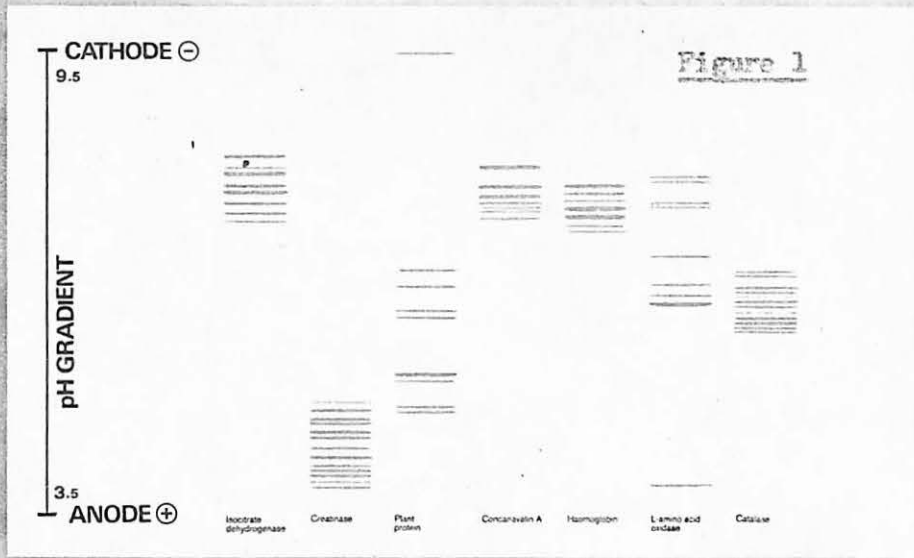 CATHODE ⊖
9.5
Figure 1
pH GRADIENT
3.5
ANODE ⊕
Isocitrate
dehydrogenase
Creatinase
Plant
protein
Concanavalin A
Haemoglobin
L-amino acid
oxidase
Catalase